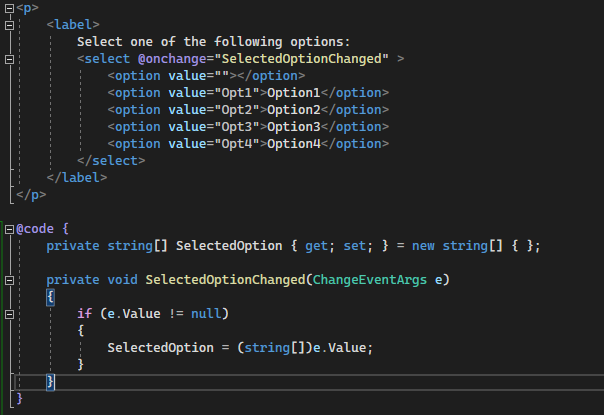 <p>
<label>
Select one of the following options:
<select @onchange="SelectedOptionChanged" >
<option value=""></option>
<option value="Opt1">Option1</option>
<option value="Opt2">Option2</option>
<option value="Opt3">Option3</option>
<option value="Opt4">Option4</option>
</select>
</label>
</p>
@code {
private string[] SelectedOption { get; set; } = new string[] { };
private void SelectedOptionChanged(ChangeEventArgs e)
{
if (e.Value != null)
{
SelectedOption = (string[])e.Value;
}
}
}